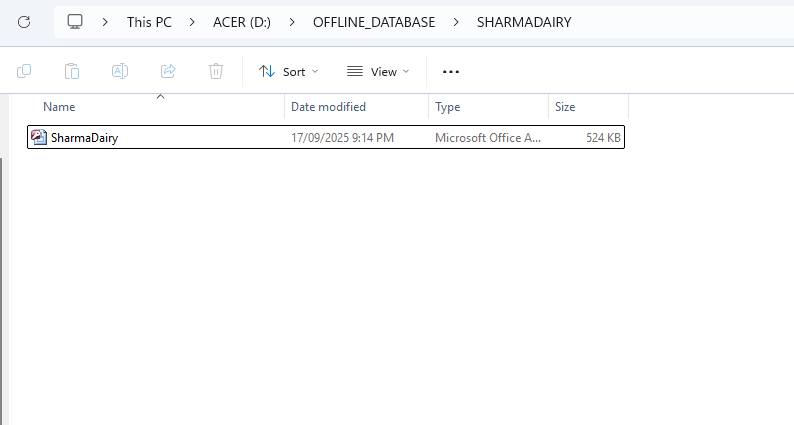 This PC > ACER (D:) > OFFLINE_DATABASE > SHARMADAIRY
Sort View ...
Name Date modified Type Size
SharmaDairy 17/09/2025 9:14 PM Microsoft Office A... 524 KB